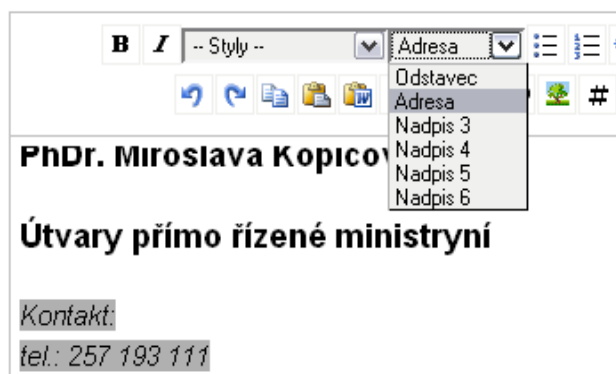 B I -- Styly -- Adresa
Odstavec
Adresa
Nadpis 3
Nadpis 4
Nadpis 5
Nadpis 6
#
PhDr. Miroslava
Útvary přímo řízené ministryní
Kontakt:
tel.: 257 193 111